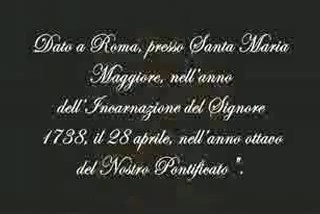 Dato a Roma, presso Santa Maria
Maggiore, nell'anno
dell'Incarnazione del Signore
1738, il 28 aprile, nell'anno ottavo
del Nostro Pontificato ".